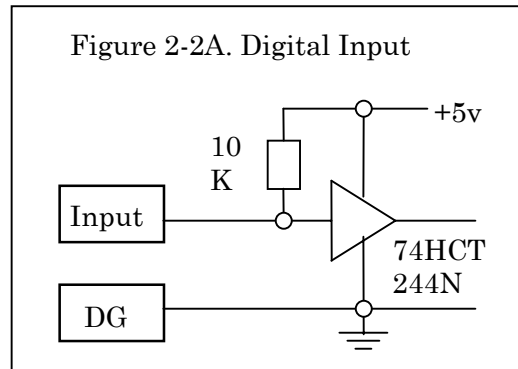 Figure 2-2A. Digital Input
+5v
10
K
Input
74HCT
244N
DG